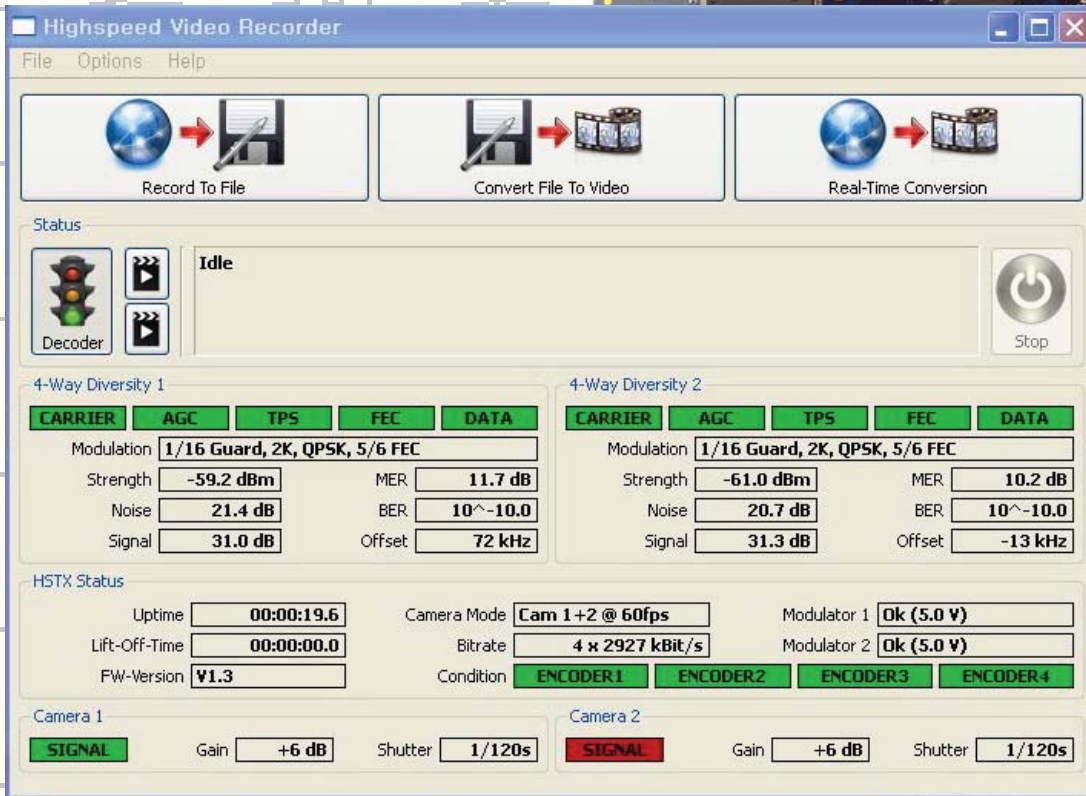 Highspeed Video Recorder
File Options Help
Record To File Convert File To Video Real-Time Conversion
Status
Idle
Decoder Stop
4-Way Diversity 1
CARRIER AGC TPS FEC DATA
Modulation 1/16 Guard, 2K, QPSK, 5/6 FEC
Strength -59.2 dBm MER 11.7 dB
Noise 21.4 dB BER 10^-10.0
Signal 31.0 dB Offset 72 kHz
4-Way Diversity 2
CARRIER AGC TPS FEC DATA
Modulation 1/16 Guard, 2K, QPSK, 5/6 FEC
Strength -61.0 dBm MER 10.2 dB
Noise 20.7 dB BER 10^-10.0
Signal 31.3 dB Offset -13 kHz
HSTX Status
Uptime 00:00:19.6 Camera Mode Cam 1+2 @ 60fps Modulator 1 Ok (5.0 V)
Lift-Off-Time 00:00:00.0 Bitrate 4 x 2927 kBit/s Modulator 2 Ok (5.0 V)
FW-Version V1.3 Condition ENCODER1 ENCODER2 ENCODER3 ENCODER4
Camera 1
SIGNAL Gain +6 dB Shutter 1/120s
Camera 2
SIGNAL Gain +6 dB Shutter 1/120s